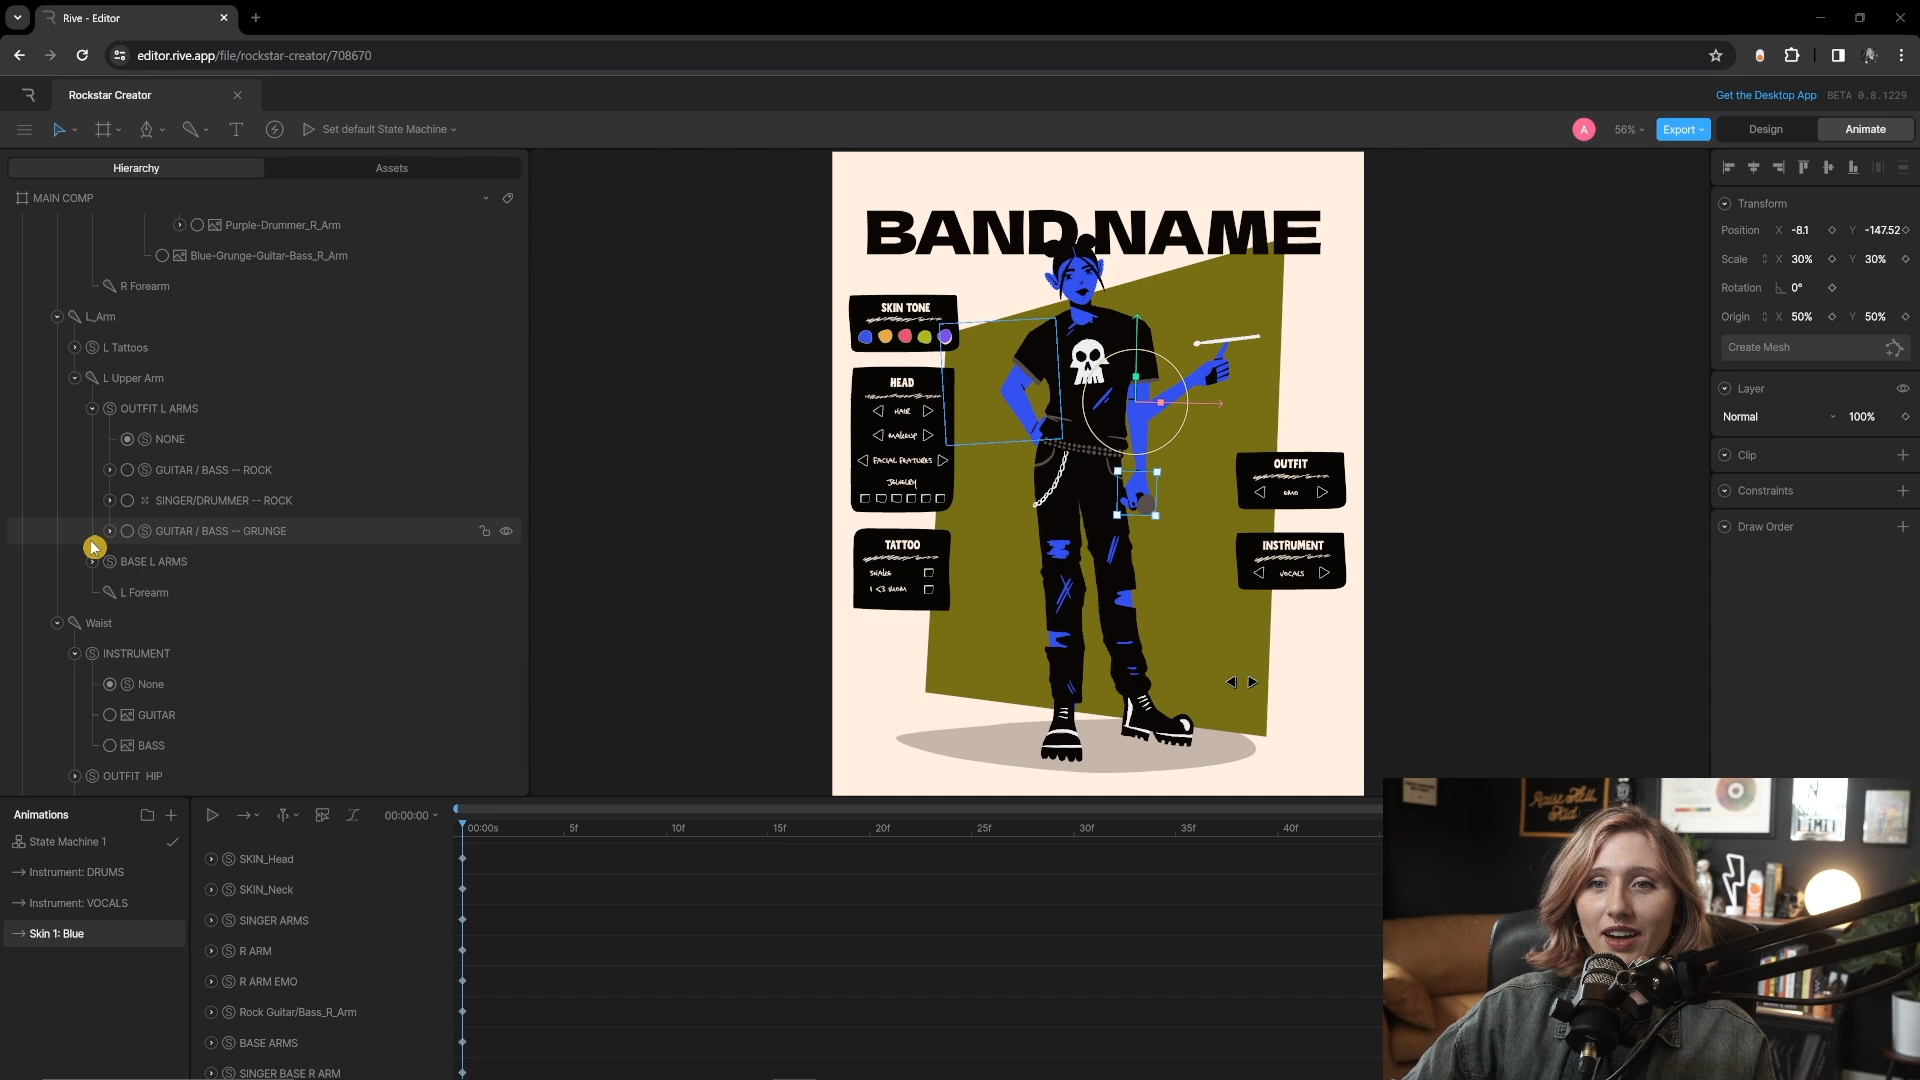 Rive - Editor
editor.rive.app/file/rockstar-creator/708670
Rockstar Creator
Get the Desktop App BETA 0.8.1229
Set default State Machine
A 56% Export Design Animate
Hierarchy Assets
MAIN COMP
Purple-Drummer_R_Arm
Blue-Grunge-Guitar-Bass_R_Arm
R Forearm
L_Arm
L Tattoos
L Upper Arm
OUTFIT L ARMS
NONE
GUITAR / BASS -- ROCK
SINGER/DRUMMER -- ROCK
GUITAR / BASS -- GRUNGE
BASE L ARMS
L Forearm
Waist
INSTRUMENT
None
GUITAR
BASS
OUTFIT HIP
BAND NAME
SKIN TONE
HEAD
HAIR
MAKEUP
FACIAL FEATURES
JEWELRY
TATTOO
SNAKE
I <3 MOM
OUTFIT
EMO
INSTRUMENT
VOCALS
Transform
Position X -8.1 Y -147.52
Scale X 30% Y 30%
Rotation 0°
Origin X 50% Y 50%
Create Mesh
Layer
Normal 100%
Clip
Constraints
Draw Order
Animations
State Machine 1
Instrument: DRUMS
Instrument: VOCALS
Skin 1: Blue
00:00:00
00:00s 5f 10f 15f 20f 25f 30f 35f 40f
SKIN_Head
SKIN_Neck
SINGER ARMS
R ARM
R ARM EMO
Rock Guitar/Bass_R_Arm
BASE ARMS
SINGER BASE R ARM